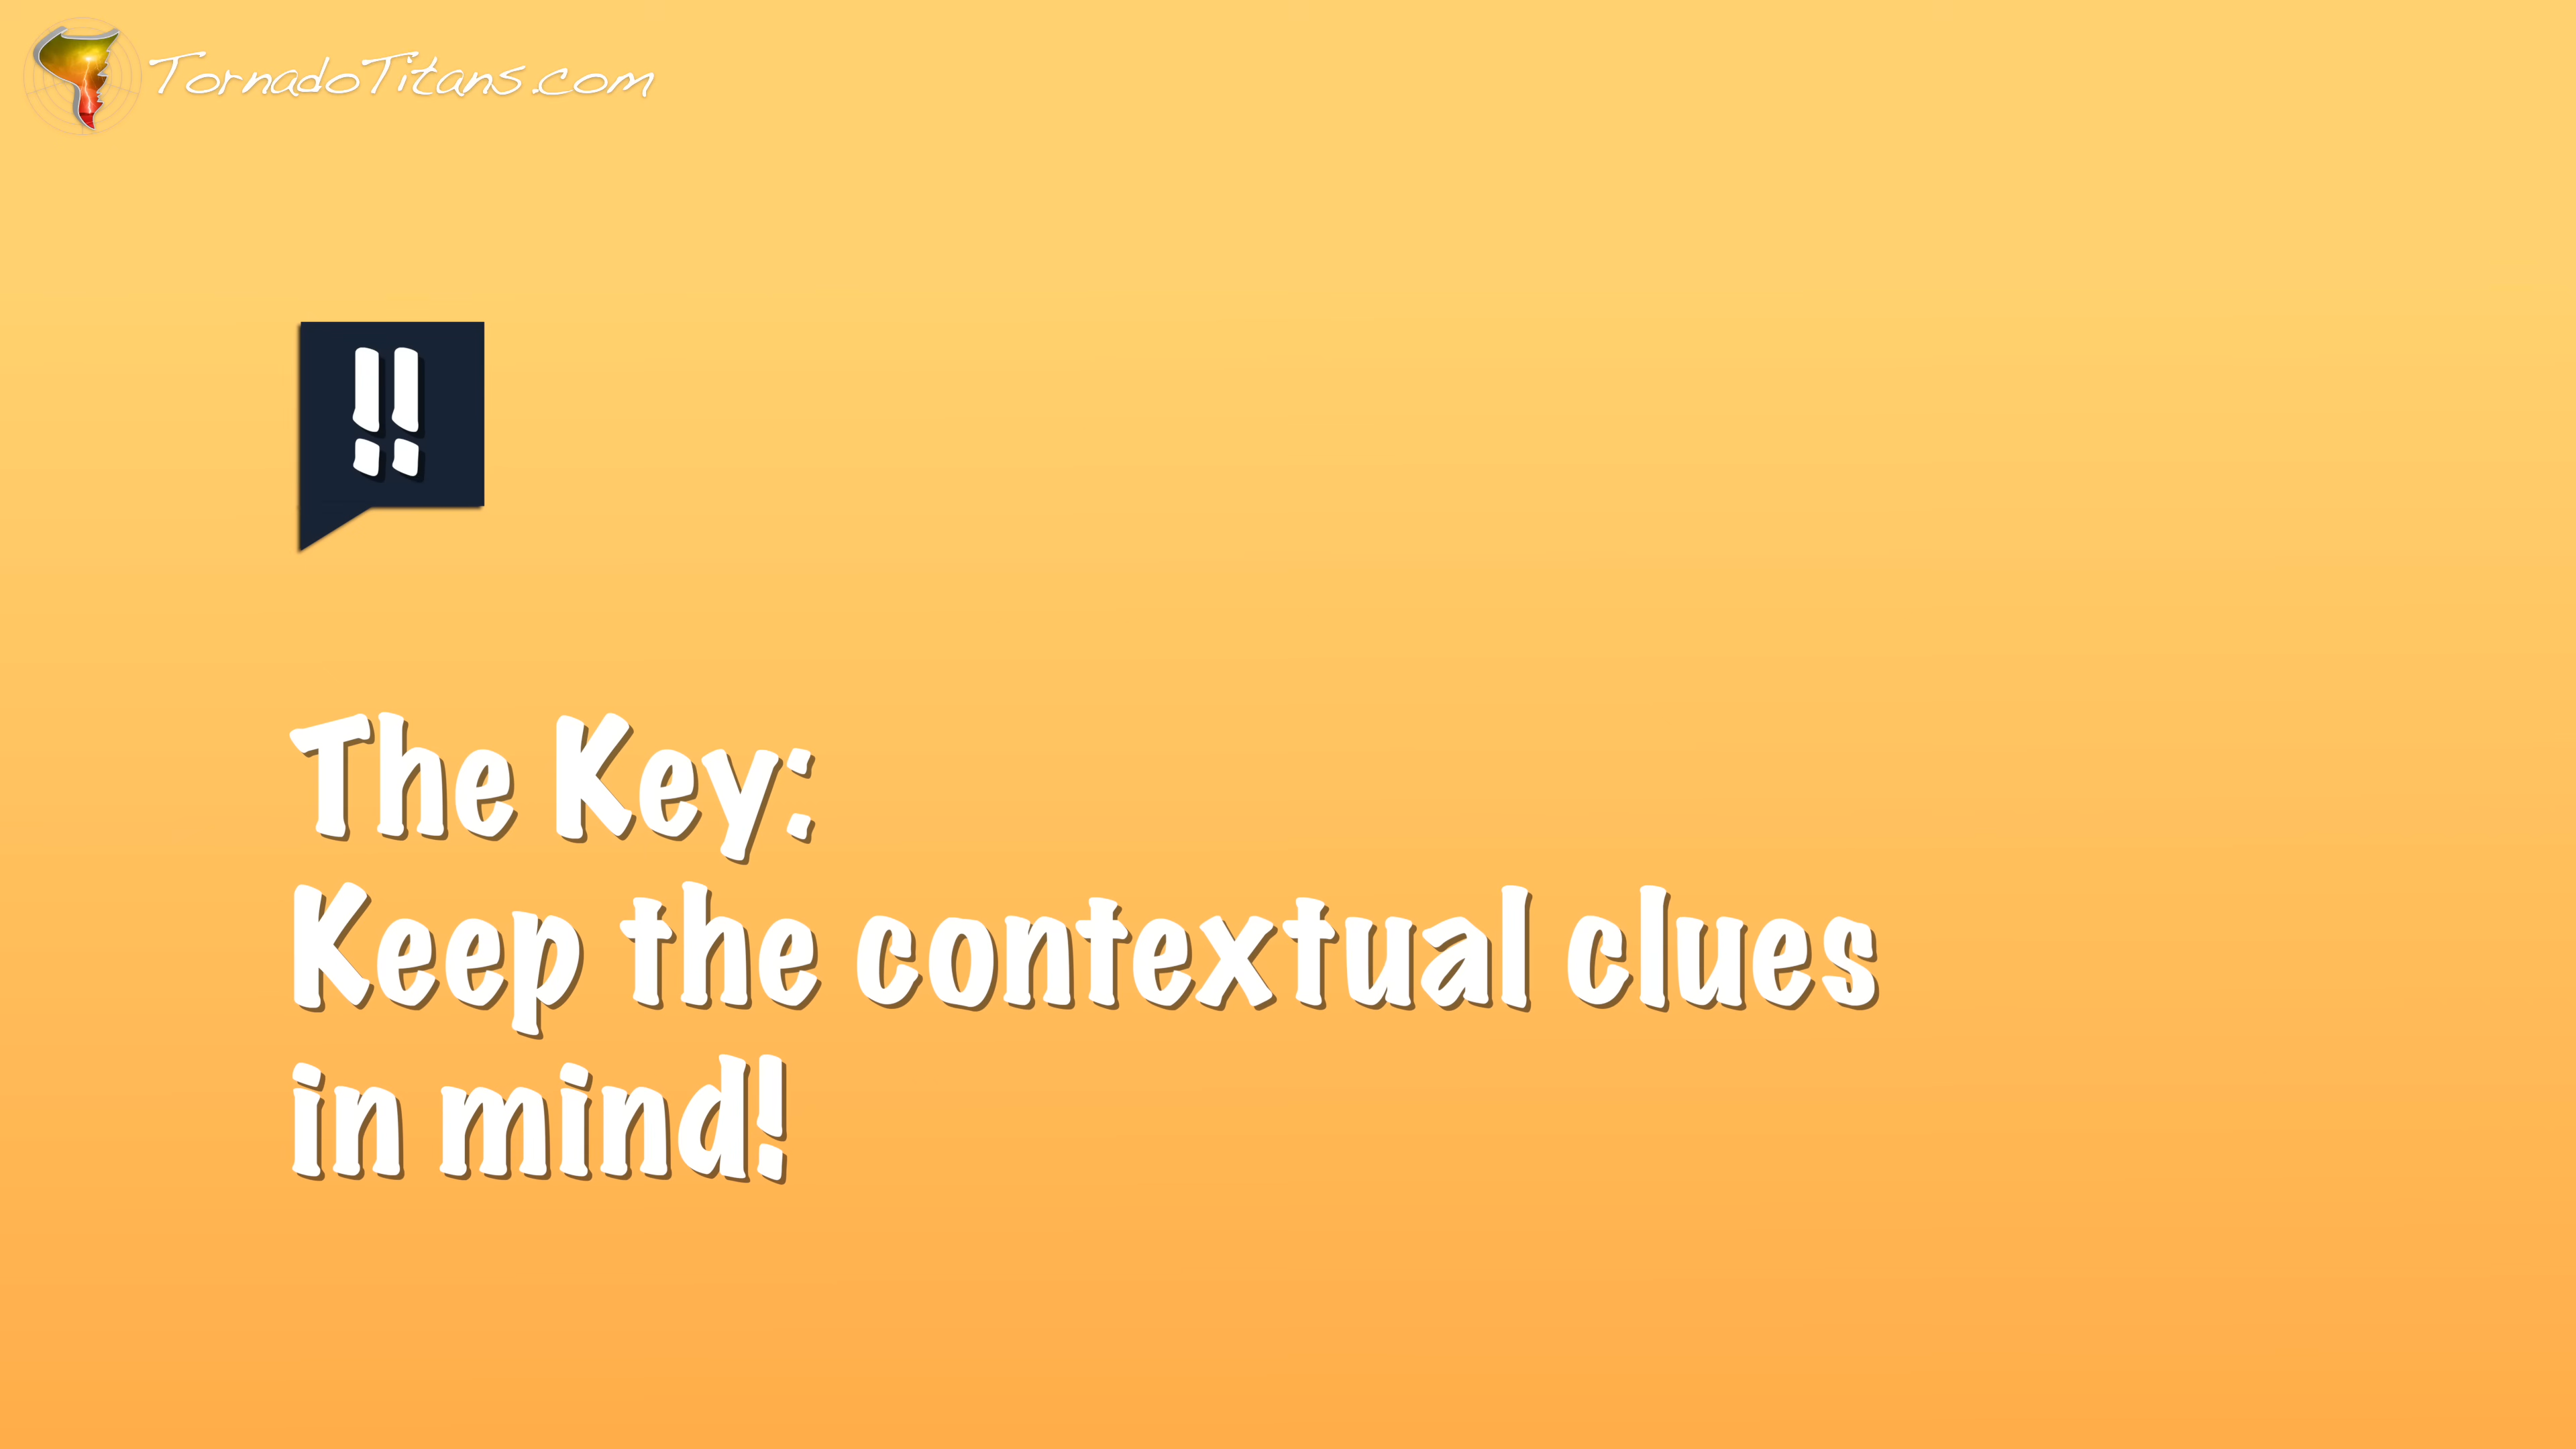 TornadoTitans.com
!!
The Key:
Keep the contextual clues
in mind!